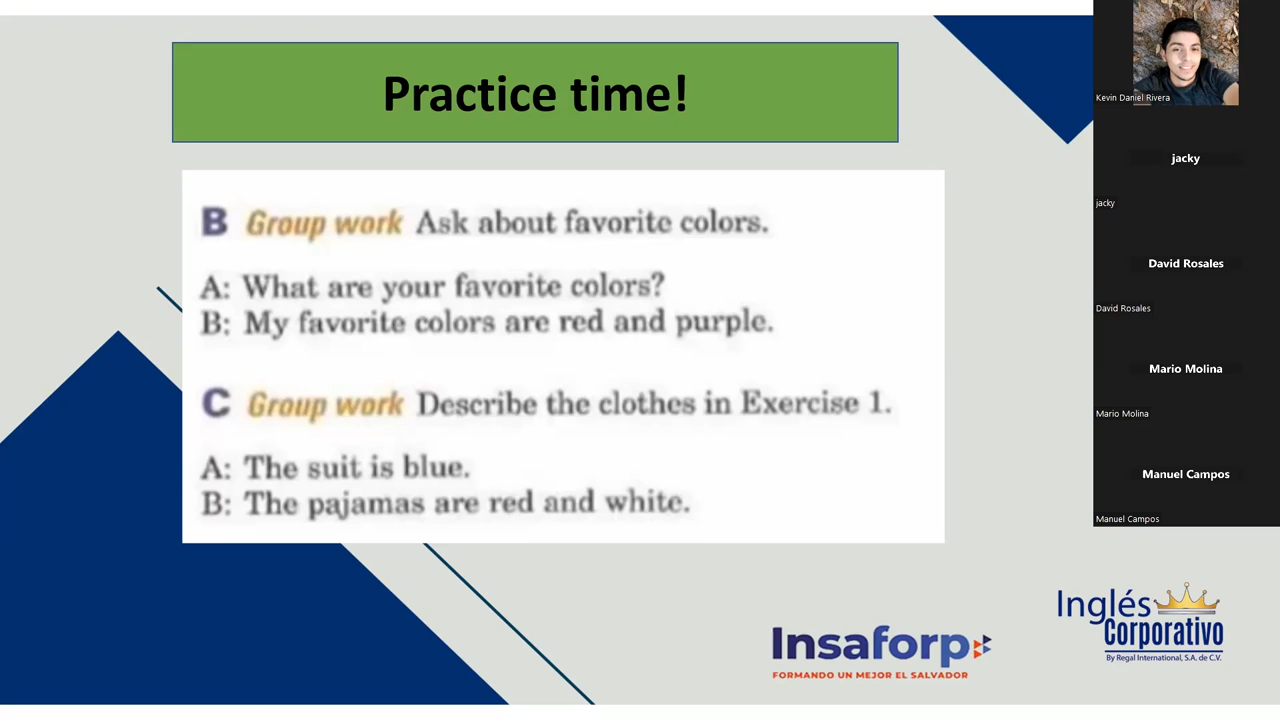 Practice time!
B Group work Ask about favorite colors.
A: What are your favorite colors?
B: My favorite colors are red and purple.
C Group work Describe the clothes in Exercise 1.
A: The suit is blue.
B: The pajamas are red and white.
Kevin Daniel Rivera
jacky
jacky
David Rosales
David Rosales
Mario Molina
Mario Molina
Manuel Campos
Manuel Campos
Insaforp
FORMANDO UN MEJOR EL SALVADOR
Inglés
Corporativo
By Regal International, S.A. de C.V.